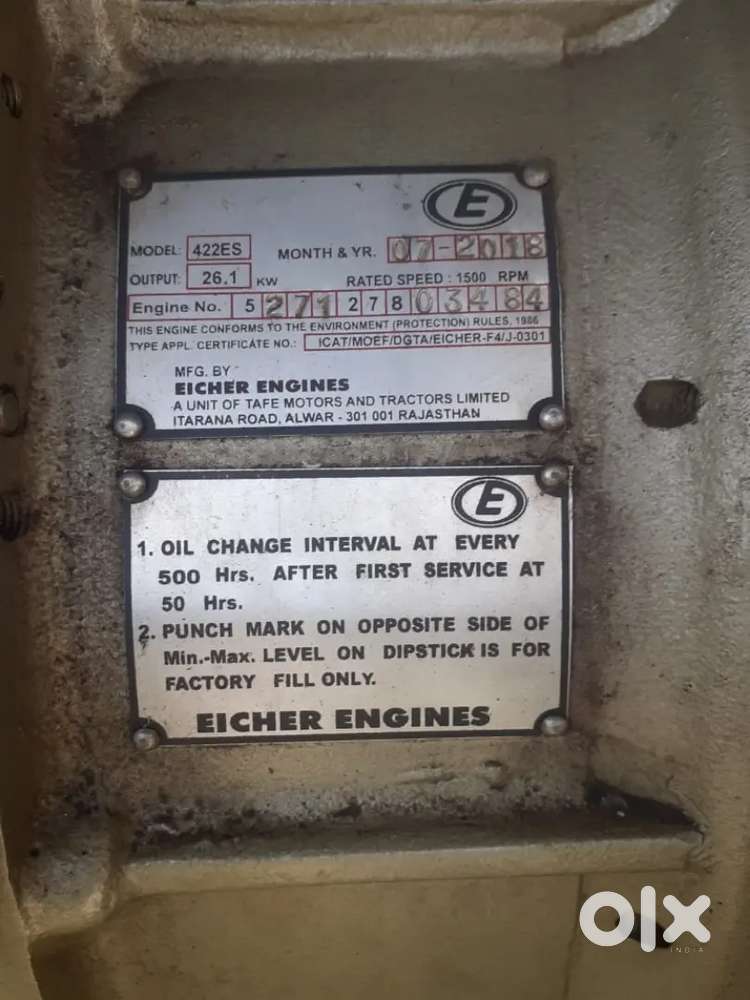 E
MODEL: 422ES MONTH & YR. 07-2018
OUTPUT: 26.1 KW RATED SPEED : 1500 RPM
Engine No. 5 271 278 03484
THIS ENGINE CONFORMS TO THE ENVIRONMENT (PROTECTION) RULES, 1986
TYPE APPL. CERTIFICATE NO.: ICAT/MOEF/DGTA/EICHER-F4/J-0301
MFG. BY
EICHER ENGINES
A UNIT OF TAFE MOTORS AND TRACTORS LIMITED
ITARANA ROAD, ALWAR - 301 001 RAJASTHAN
E
1. OIL CHANGE INTERVAL AT EVERY
500 Hrs. AFTER FIRST SERVICE AT
50 Hrs.
2. PUNCH MARK ON OPPOSITE SIDE OF
Min.-Max. LEVEL ON DIPSTICK IS FOR
FACTORY FILL ONLY.
EICHER ENGINES
olx
INDIA